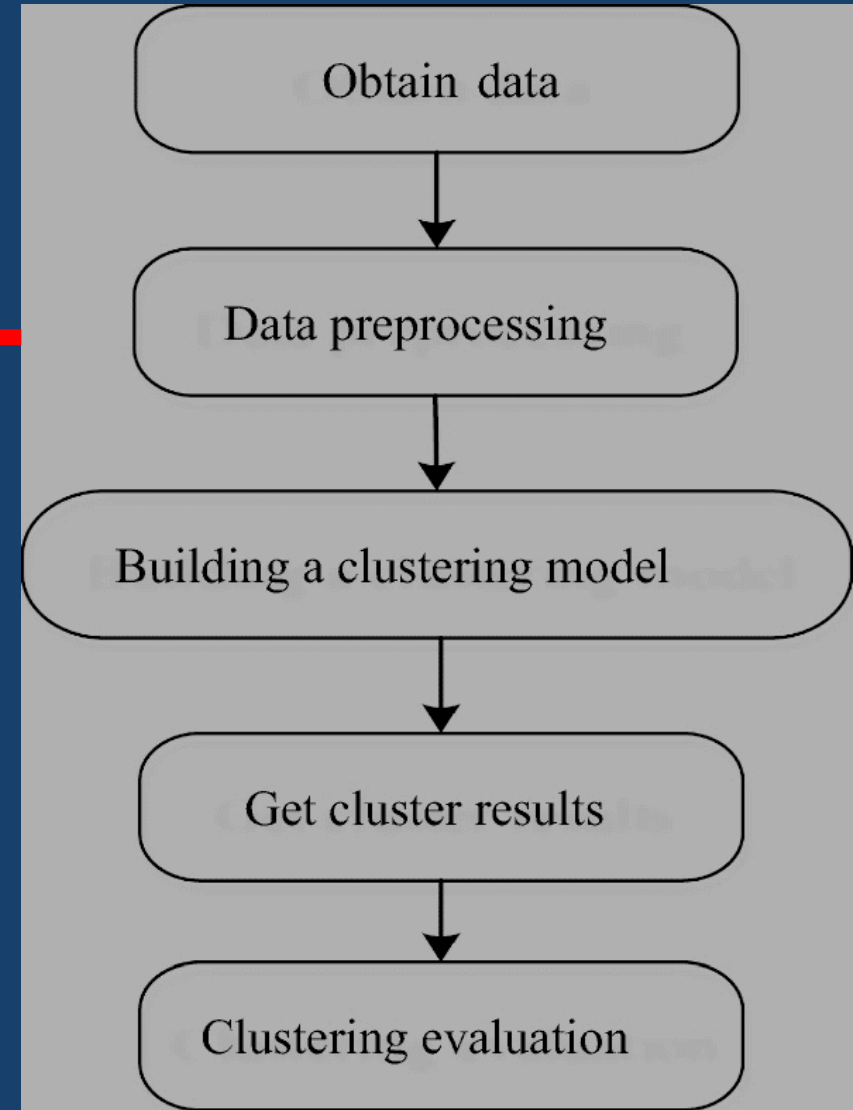 Obtain data
Data preprocessing
Building a clustering model
Get cluster results
Clustering evaluation